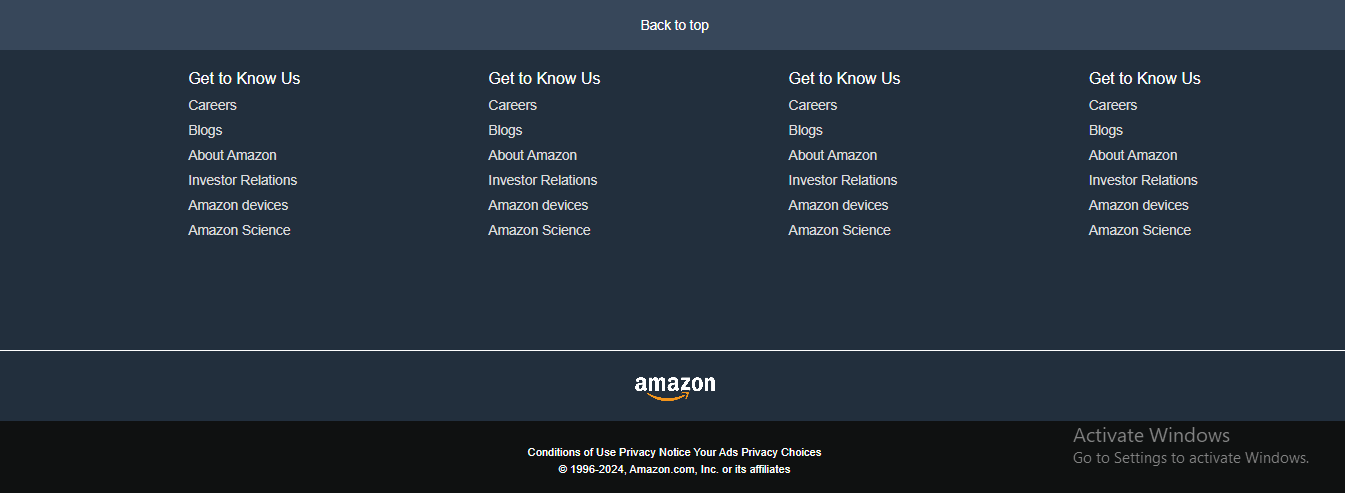 Back to top
Get to Know Us
Careers
Blogs
About Amazon
Investor Relations
Amazon devices
Amazon Science
Get to Know Us
Careers
Blogs
About Amazon
Investor Relations
Amazon devices
Amazon Science
Get to Know Us
Careers
Blogs
About Amazon
Investor Relations
Amazon devices
Amazon Science
Get to Know Us
Careers
Blogs
About Amazon
Investor Relations
Amazon devices
Amazon Science
amazon
Conditions of Use Privacy Notice Your Ads Privacy Choices
© 1996-2024, Amazon.com, Inc. or its affiliates
Activate Windows
Go to Settings to activate Windows.